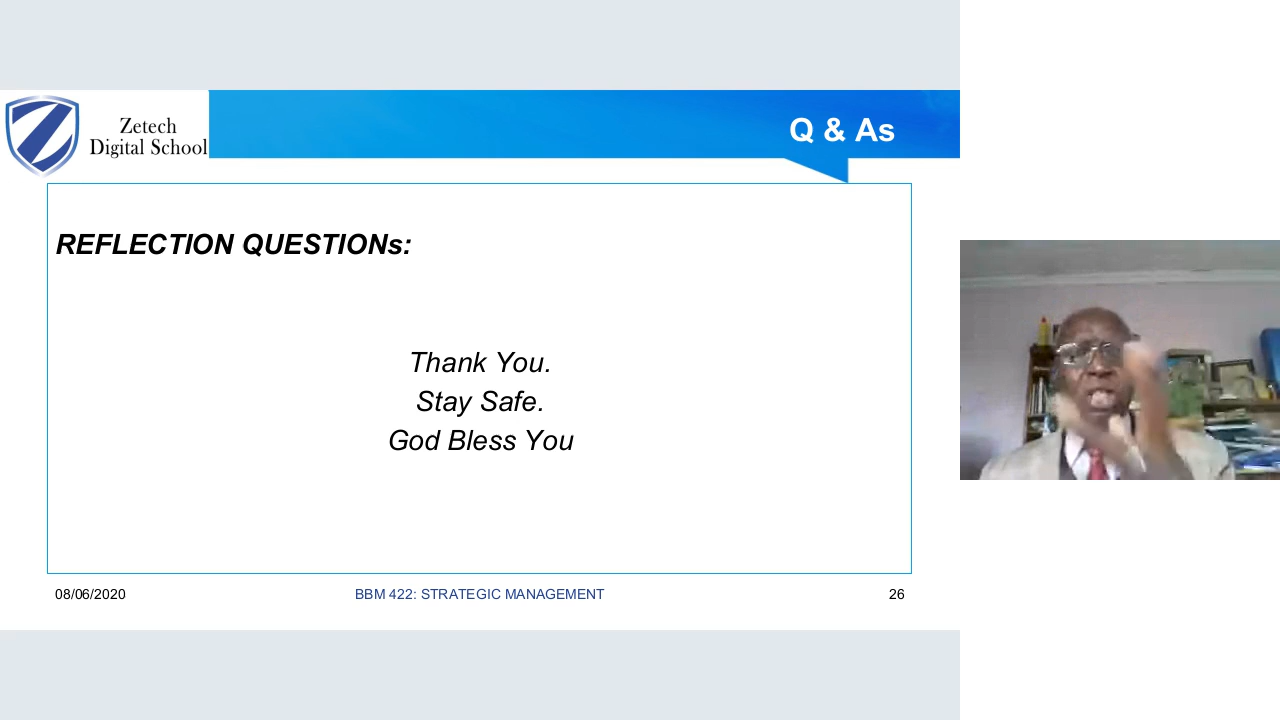 Zetech
Digital School
Q & As
REFLECTION QUESTIONs:
Thank You.
Stay Safe.
God Bless You
08/06/2020
BBM 422: STRATEGIC MANAGEMENT
26